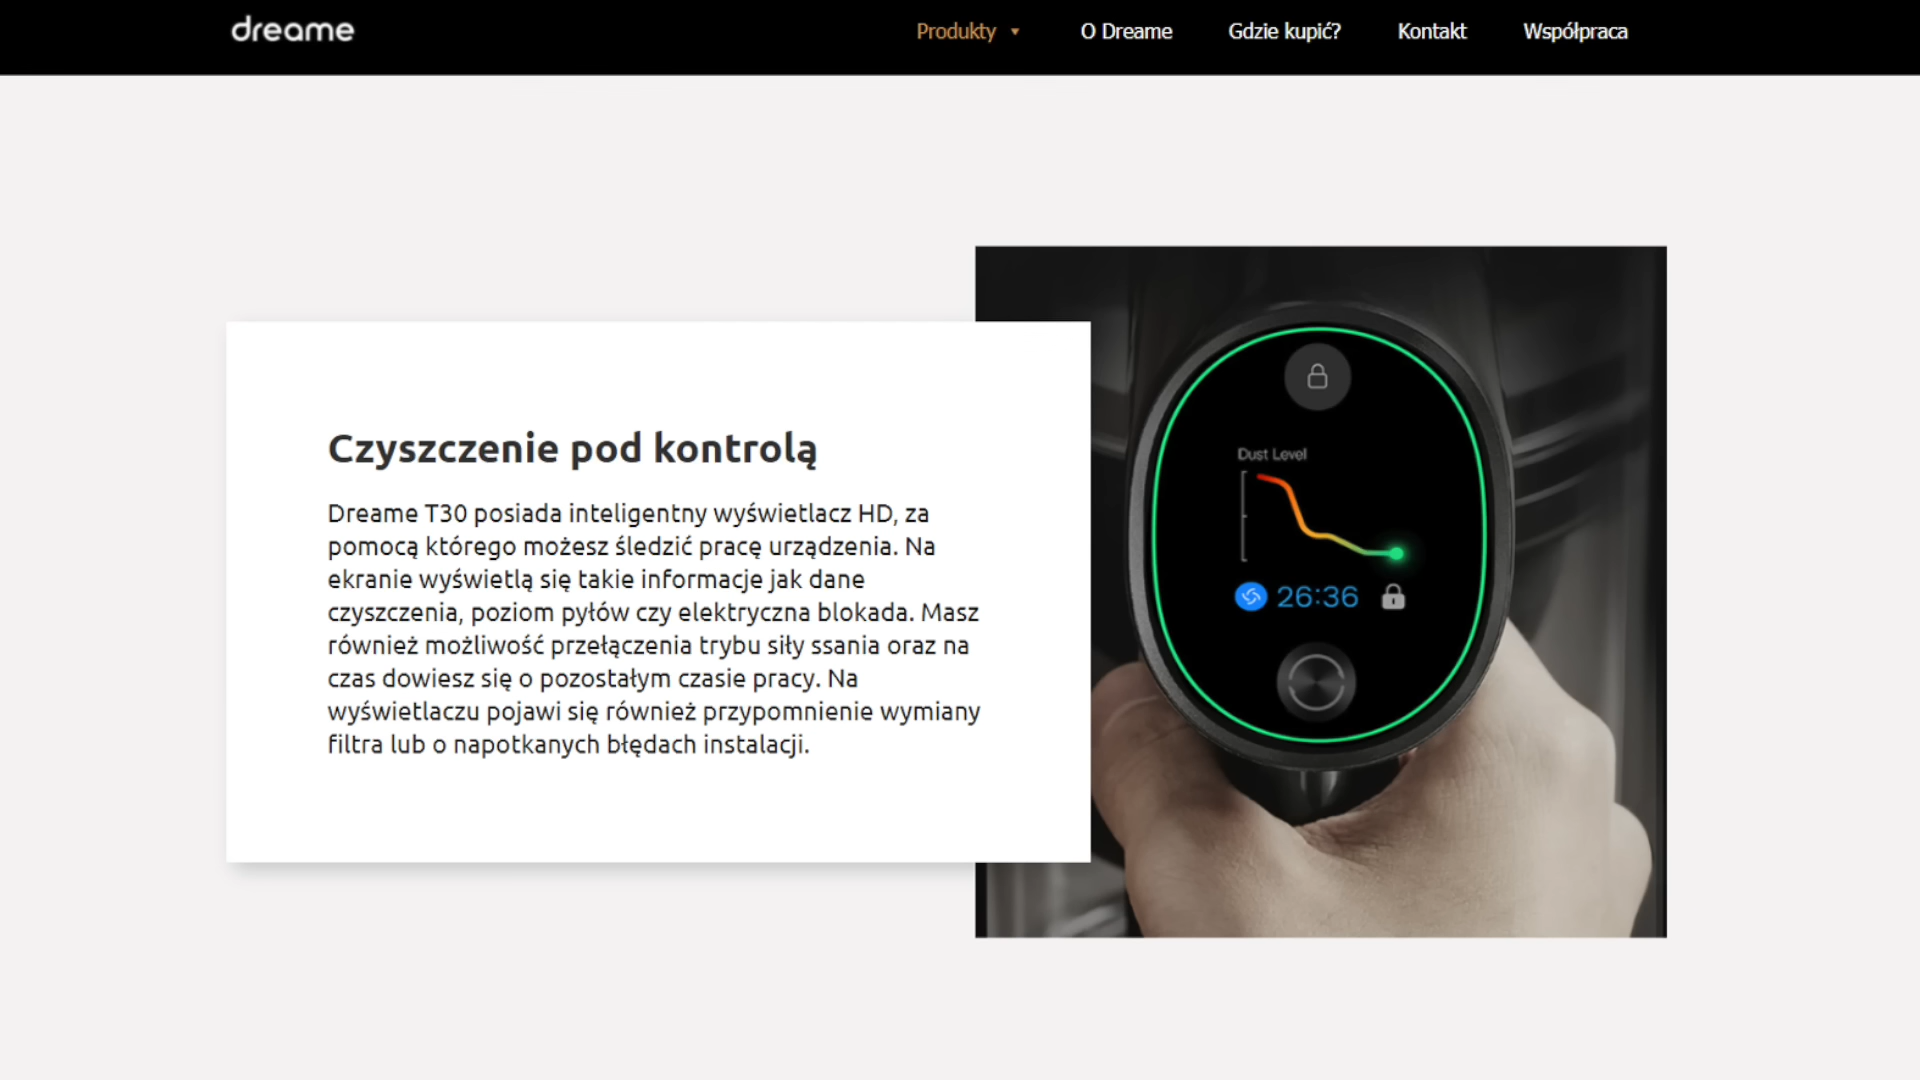 dreame
Produkty
O Dreame
Gdzie kupić?
Kontakt
Współpraca
Czyszczenie pod kontrolą
Dreame T30 posiada inteligentny wyświetlacz HD, za
pomocą którego możesz śledzić pracę urządzenia. Na
ekranie wyświetlą się takie informacje jak dane
czyszczenia, poziom pyłów czy elektryczna blokada. Masz
również możliwość przełączenia trybu siły ssania oraz na
czas dowiesz się o pozostałym czasie pracy. Na
wyświetlaczu pojawi się również przypomnienie wymiany
filtra lub o napotkanych błędach instalacji.
Dust Level
26:36